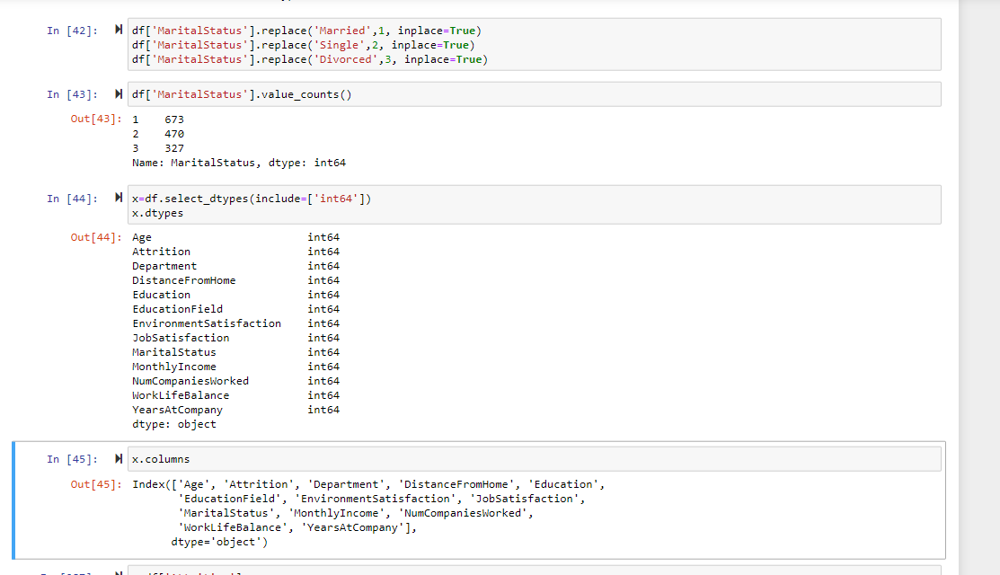 In [42]: df['MaritalStatus'].replace('Married',1, inplace=True)
df['MaritalStatus'].replace('Single',2, inplace=True)
df['MaritalStatus'].replace('Divorced',3, inplace=True)
In [43]: df['MaritalStatus'].value_counts()
Out[43]: 1    673
2    470
3    327
Name: MaritalStatus, dtype: int64
In [44]: x=df.select_dtypes(include=['int64'])
x.dtypes
Out[44]: Age                        int64
Attrition                  int64
Department                 int64
DistanceFromHome           int64
Education                  int64
EducationField             int64
EnvironmentSatisfaction    int64
JobSatisfaction            int64
MaritalStatus              int64
MonthlyIncome              int64
NumCompaniesWorked         int64
WorkLifeBalance            int64
YearsAtCompany             int64
dtype: object
In [45]: x.columns
Out[45]: Index(['Age', 'Attrition', 'Department', 'DistanceFromHome', 'Education',
'EducationField', 'EnvironmentSatisfaction', 'JobSatisfaction',
'MaritalStatus', 'MonthlyIncome', 'NumCompaniesWorked',
'WorkLifeBalance', 'YearsAtCompany'],
dtype='object')